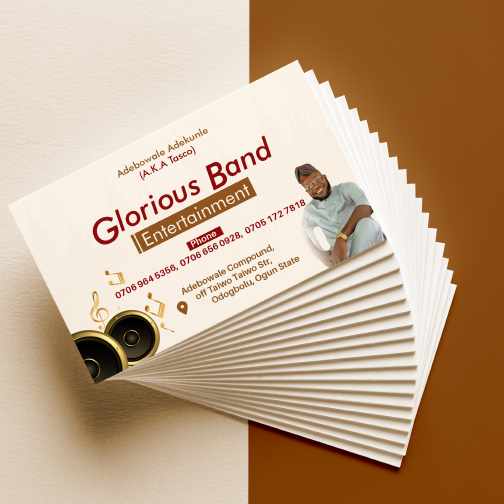 Adebowale Adekunle
(A.K.A Tasco)
Glorious Band
Entertainment
Phone
0706 964 5358, 0706 656 0928, 0705 172 7818
Adebowale Compound,
off Taiwo Taiwo Str,
Odogbolu, Ogun State